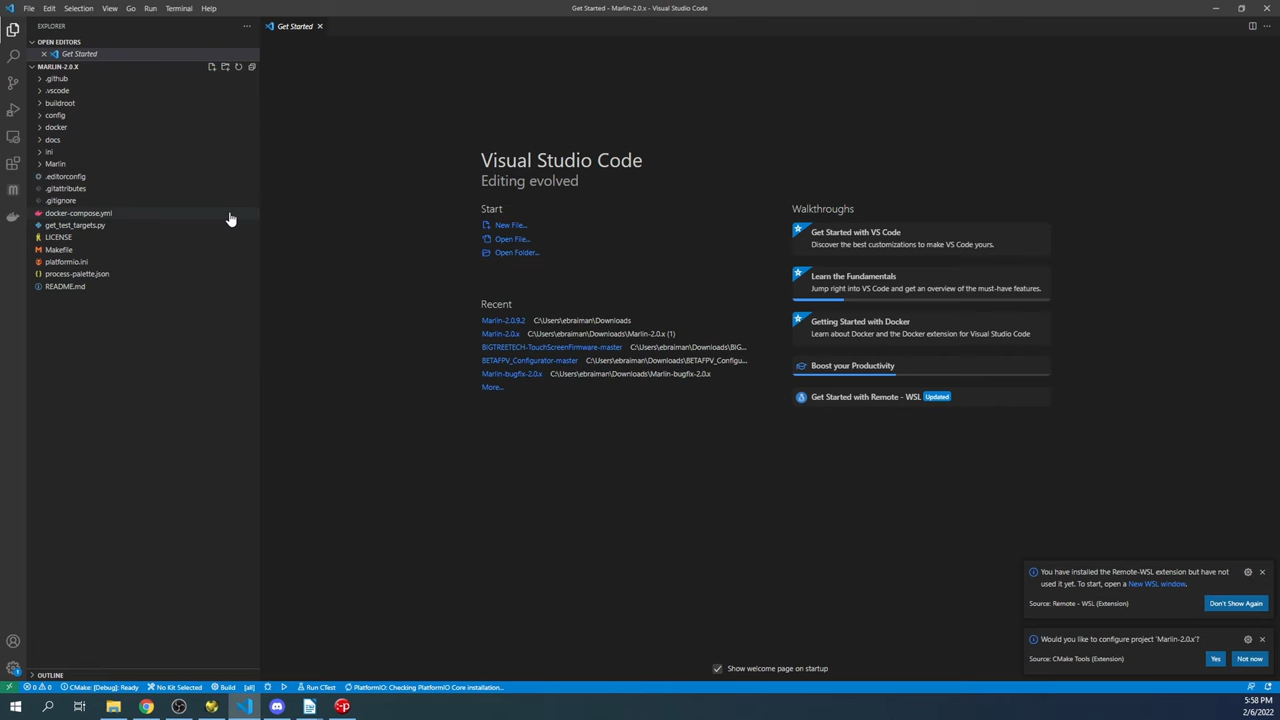 File Edit View Go Run Terminal Help
Get Started - Marlin-2.0.x - Visual Studio Code
EXPLORER
Get Started
OPEN EDITORS
Get Started
MARLIN-2.0.X
.github
.vscode
buildroot
config
docker
docs
ini
Marlin
.editorconfig
.gitattributes
.gitignore
docker-compose.yml
get_test_targets.py
LICENSE
Makefile
platformio.ini
process-palette.json
README.md
Visual Studio Code
Editing evolved
Start
New File...
Open File...
Open Folder...
Recent
Marlin-2.0.9.2 C:\Users\ebraiman\Downloads
Marlin-2.0.x C:\Users\ebraiman\Downloads\Marlin-2.0.x (1)
BIGTREETECH-TouchScreenFirmware-master C:\Users\ebraiman\Downloads\BIG...
BETAFPV_Configurator-master C:\Users\ebraiman\Downloads\BETAFPV_Configu...
Marlin-bugfix-2.0.x C:\Users\ebraiman\Downloads\Marlin-bugfix-2.0.x
More...
Walkthroughs
Get Started with VS Code
Discover the best customizations to make VS Code yours.
Learn the Fundamentals
Jump right into VS Code and get an overview of the must-have features.
Getting Started with Docker
Learn about Docker and the Docker extension for Visual Studio Code
Boost your Productivity
Get Started with Remote - WSL Updated
You have installed the Remote-WSL extension but have not
used it yet. To start, open a New WSL window.
Source: Remote - WSL (Extension)
Don't Show Again
Would you like to configure project 'Marlin-2.0.x'?
Source: CMake Tools (Extension)
Yes Not now
Show welcome page on startup
OUTLINE
0 0 CMake: [Debug]: Ready No Kit Selected Build [all] Run CTest PlatformIO: Checking PlatformIO Core installation...
5:58 PM
2/6/2022